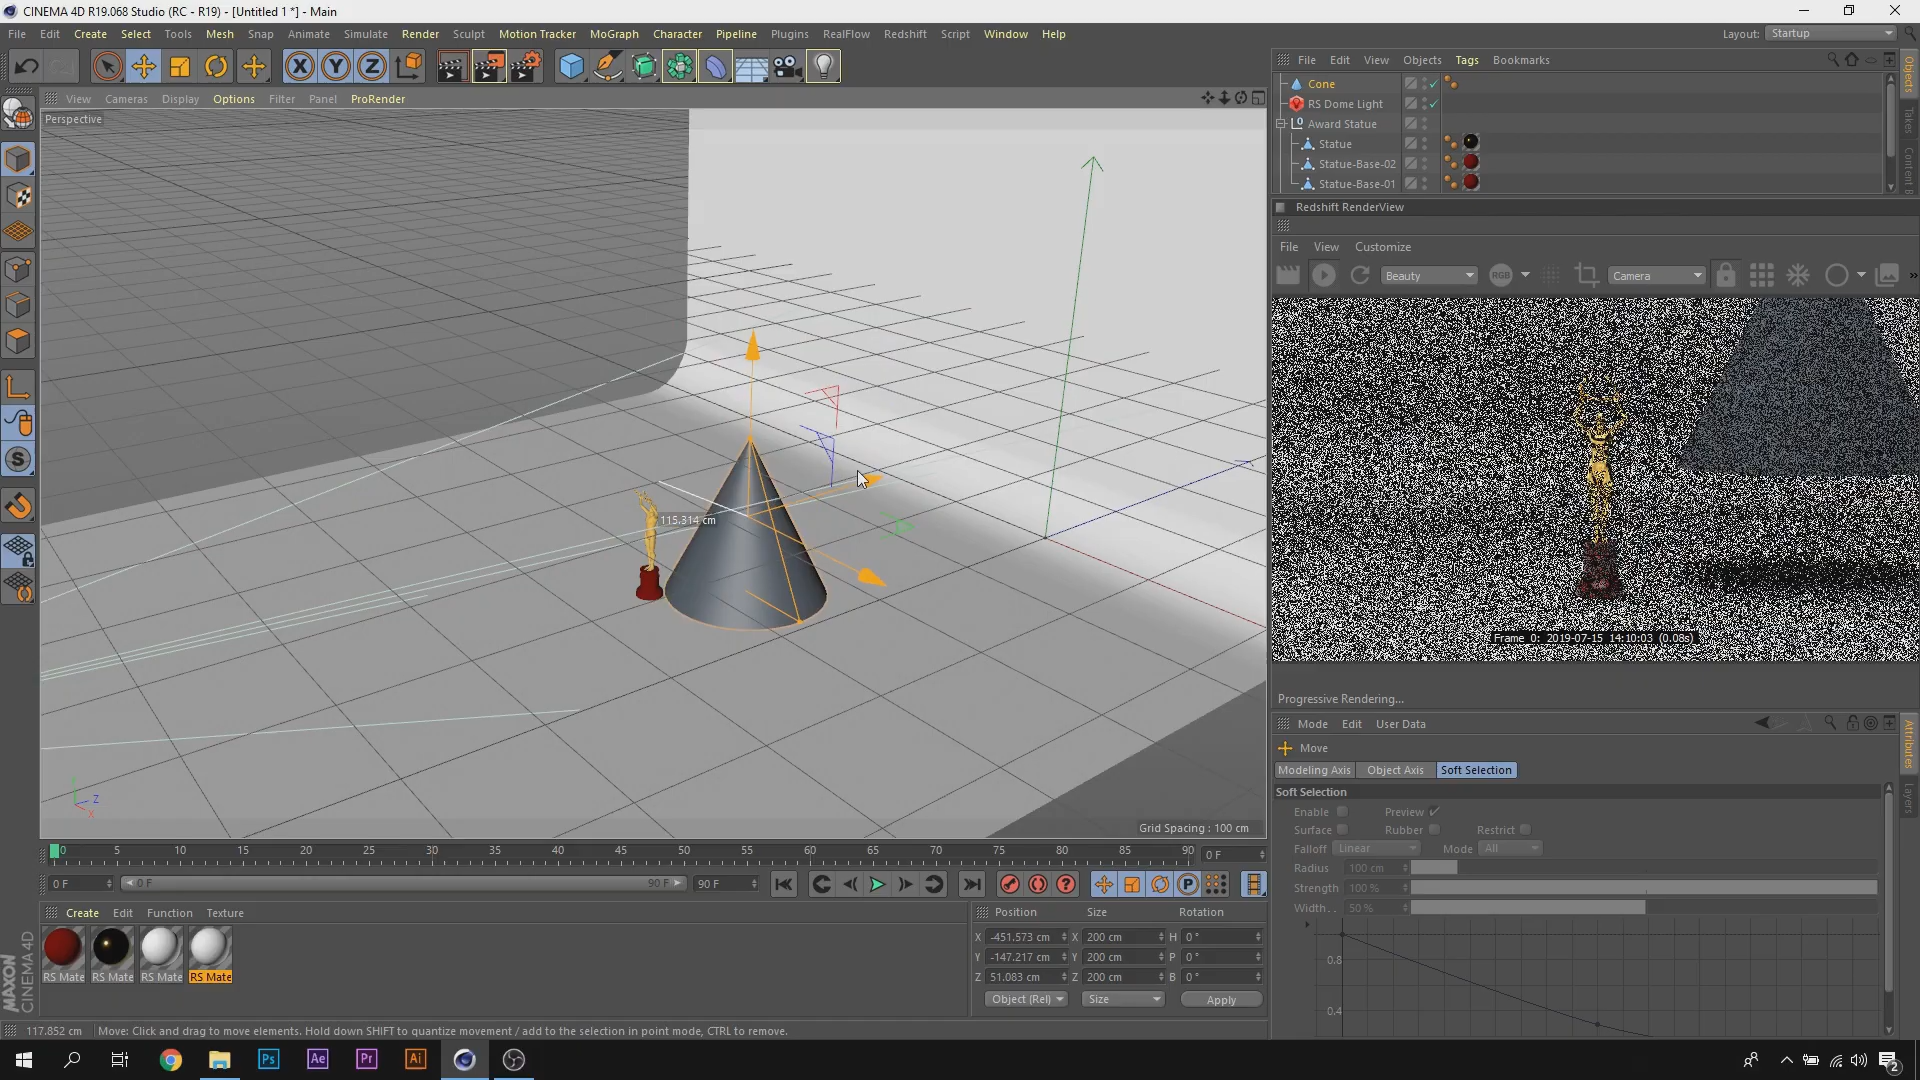 CINEMA 4D R19.068 Studio (RC - R19) - [Untitled 1 *] - Main
File Edit Create Select Tools Mesh Snap Animate Simulate Render Sculpt Motion Tracker MoGraph Character Pipeline Plugins RealFlow Redshift Script Window Help
Layout: Startup
X Y Z
View Cameras Display Options Filter Panel ProRender
Perspective
115.314 cm
Y
Z
X
Grid Spacing : 100 cm
File Edit View Objects Tags Bookmarks
Cone
RS Dome Light
Award Statue
Statue
Statue-Base-02
Statue-Base-01
Objects
Takes
Content B
Redshift RenderView
File View Customize
Beauty RGB Camera
Frame 0: 2019-07-15 14:10:03 (0.08s)
Progressive Rendering...
Mode Edit User Data
Move
Modeling Axis Object Axis Soft Selection
Soft Selection
Enable Preview
Surface Rubber Restrict
Falloff Linear Mode All
Radius 100 cm
Strength 100 %
Width. . 50 %
0.8
0.4
Attributes
Layers
0 5 10 15 20 25 30 35 40 45 50 55 60 65 70 75 80 85 90 0 F
0 F 0 F 90 F 90 F
Create Edit Function Texture
RS Mate RS Mate RS Mate RS Mate
Position Size Rotation
X -451.573 cm X 200 cm H 0 °
Y -147.217 cm Y 200 cm P 0 °
Z 51.083 cm Z 200 cm B 0 °
Object (Rel) Size Apply
MAXON
CINEMA 4D
117.852 cm Move: Click and drag to move elements. Hold down SHIFT to quantize movement / add to the selection in point mode, CTRL to remove.
Ps Ae Pr Ai
2